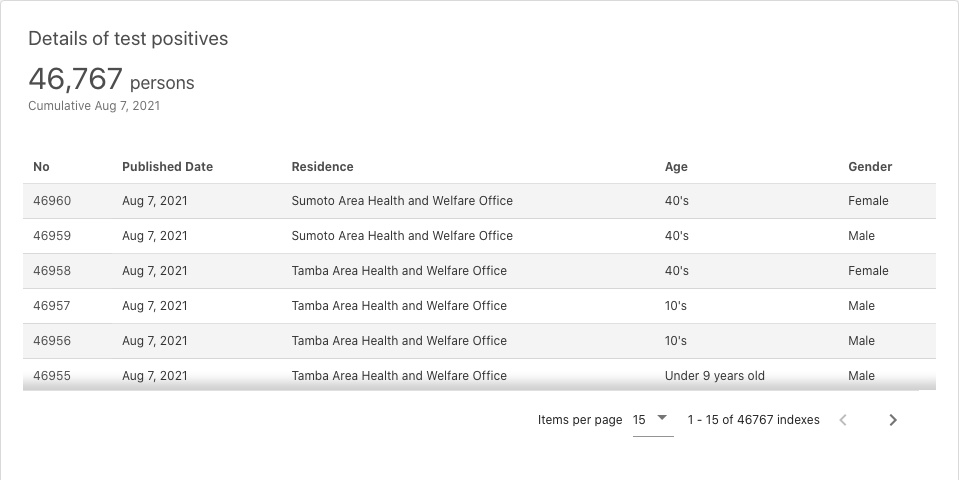 Details of test positives
46,767 persons
Cumulative Aug 7, 2021
No Published Date Residence Age Gender
46960 Aug 7, 2021 Sumoto Area Health and Welfare Office 40's Female
46959 Aug 7, 2021 Sumoto Area Health and Welfare Office 40's Male
46958 Aug 7, 2021 Tamba Area Health and Welfare Office 40's Female
46957 Aug 7, 2021 Tamba Area Health and Welfare Office 10's Male
46956 Aug 7, 2021 Tamba Area Health and Welfare Office 10's Male
46955 Aug 7, 2021 Tamba Area Health and Welfare Office Under 9 years old Male
Items per page 15 1 - 15 of 46767 indexes